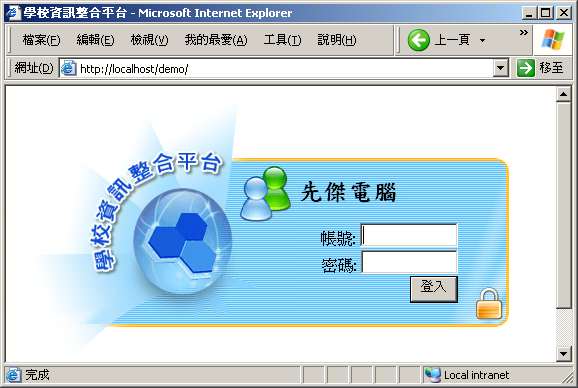 學校資訊整合平台 - Microsoft Internet Explorer
檔案(F) 編輯(E) 檢視(V) 我的最愛(A) 工具(T) 說明(H) 上一頁 »
網址(D) http://localhost/demo/ 移至
學校資訊整合平台
先傑電腦
帳號:
密碼:
登入
完成 Local intranet